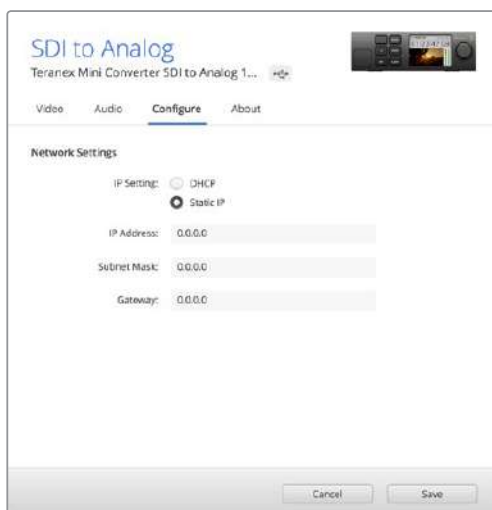 SDI to Analog
Teranex Mini Converter SDI to Analog 1...
Video Audio Configure About
Network Settings
IP Setting: DHCP
Static IP
IP Address: 0.0.0.0
Subnet Mask: 0.0.0.0
Gateway: 0.0.0.0
Cancel Save